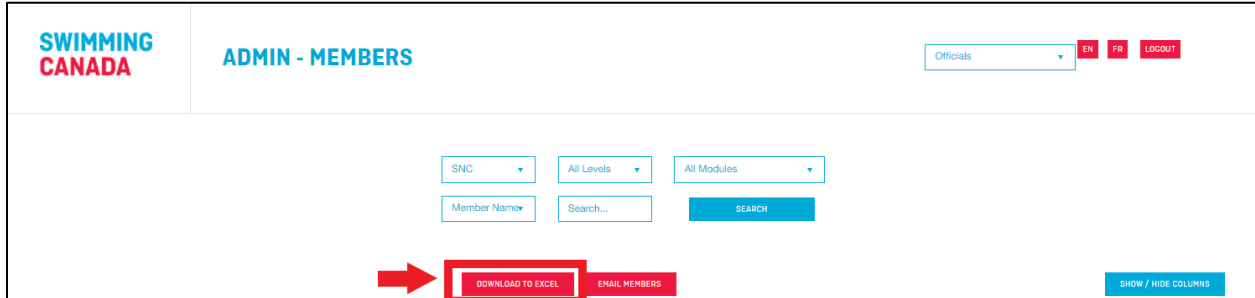 SWIMMING
CANADA
ADMIN - MEMBERS
Officials
EN
FR
LOGOUT
SNC
All Levels
All Modules
Member Name
Search...
SEARCH
DOWNLOAD TO EXCEL
EMAIL MEMBERS
SHOW / HIDE COLUMNS